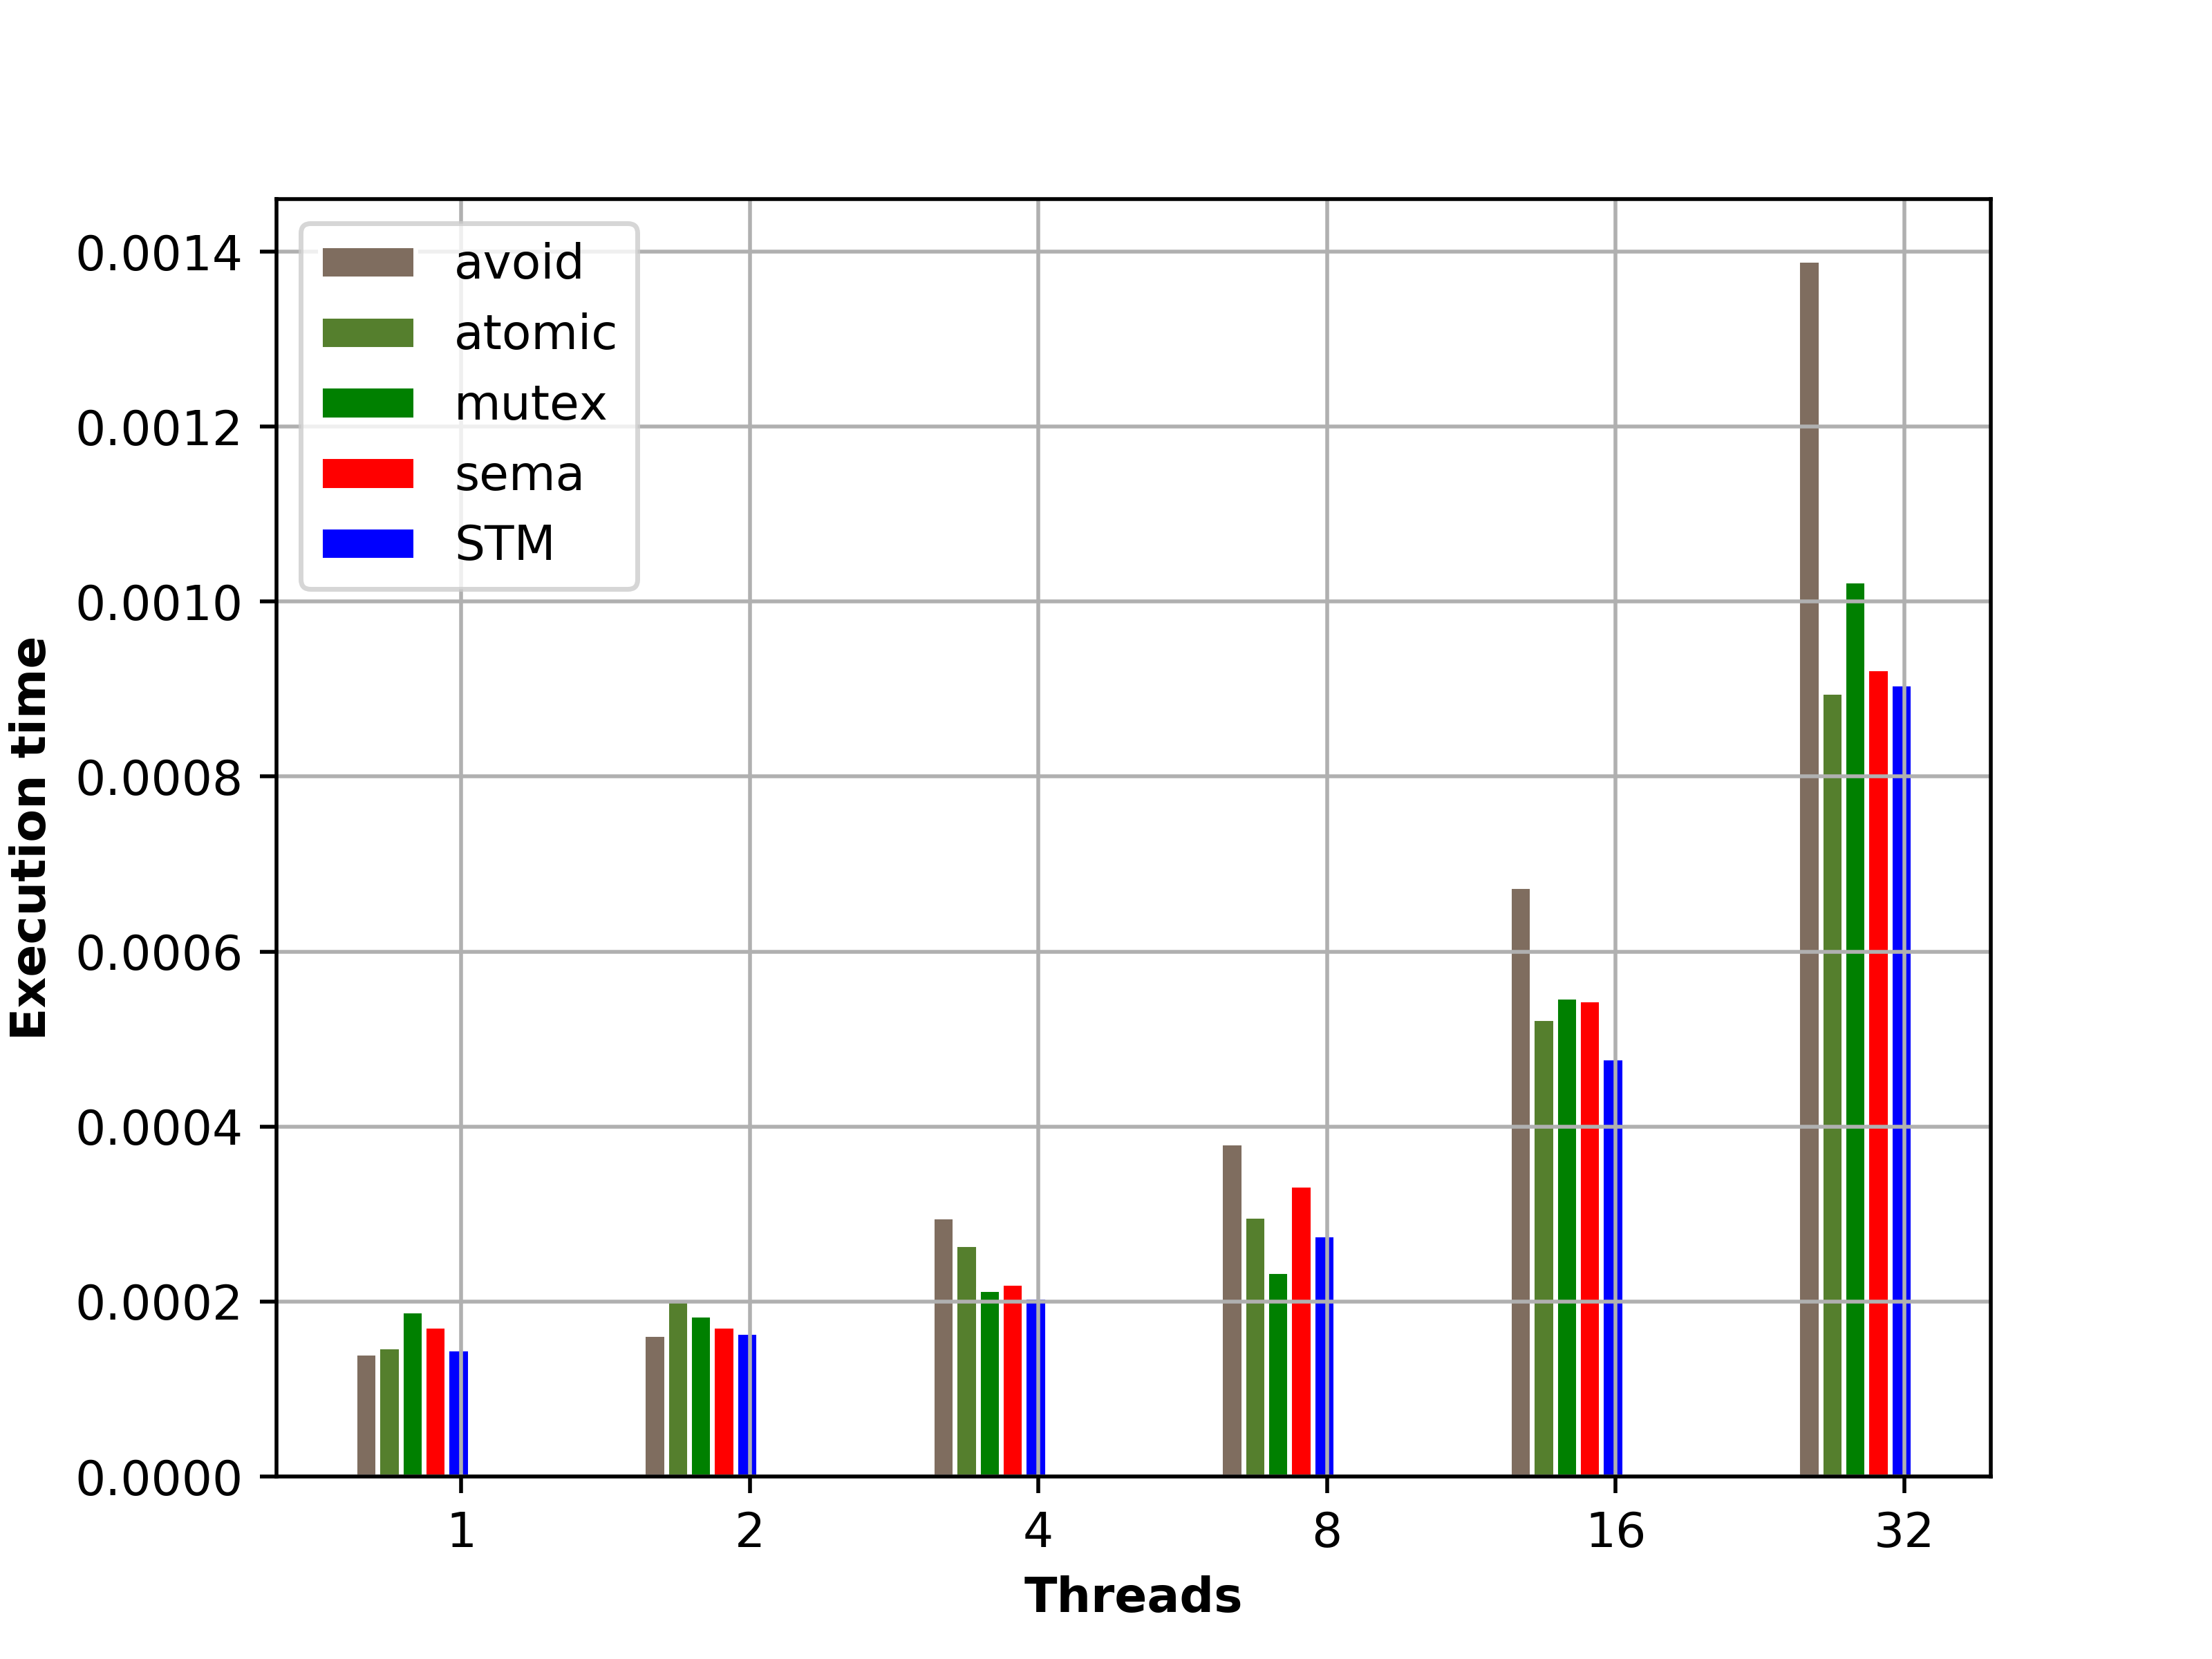 avoid
atomic
mutex
sema
STM
0.0014
0.0012
0.0010
0.0008
0.0006
0.0004
0.0002
0.0000
Execution time
1 2 4 8 16 32
Threads